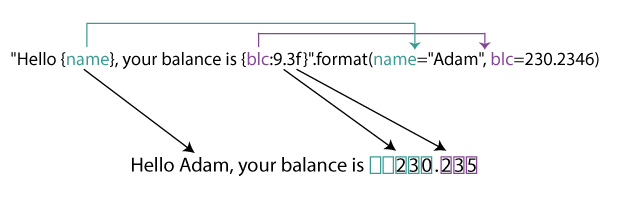 "Hello {name}, your balance is {blc:9.3f}".format(name="Adam", blc=230.2346)
Hello Adam, your balance is 230.235